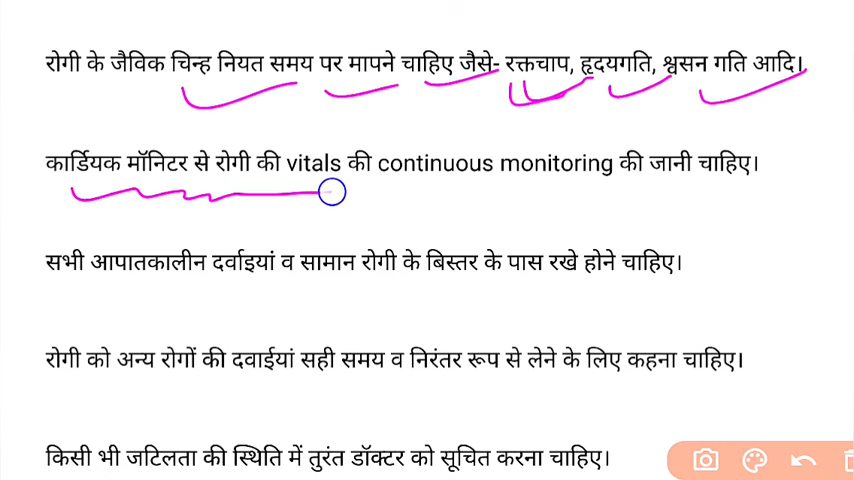 रोगी के जैविक चिन्ह नियत समय पर मापने चाहिए जैसे- रक्तचाप, हृदयगति, श्वसन गति आदि।
कार्डियक मॉनिटर से रोगी की vitals की continuous monitoring की जानी चाहिए।
सभी आपातकालीन दर्वाइयां व सामान रोगी के बिस्तर के पास रखे होने चाहिए।
रोगी को अन्य रोगों की दवाईयां सही समय व निरंतर रूप से लेने के लिए कहना चाहिए।
किसी भी जटिलता की स्थिति में तुरंत डॉक्टर को सूचित करना चाहिए।